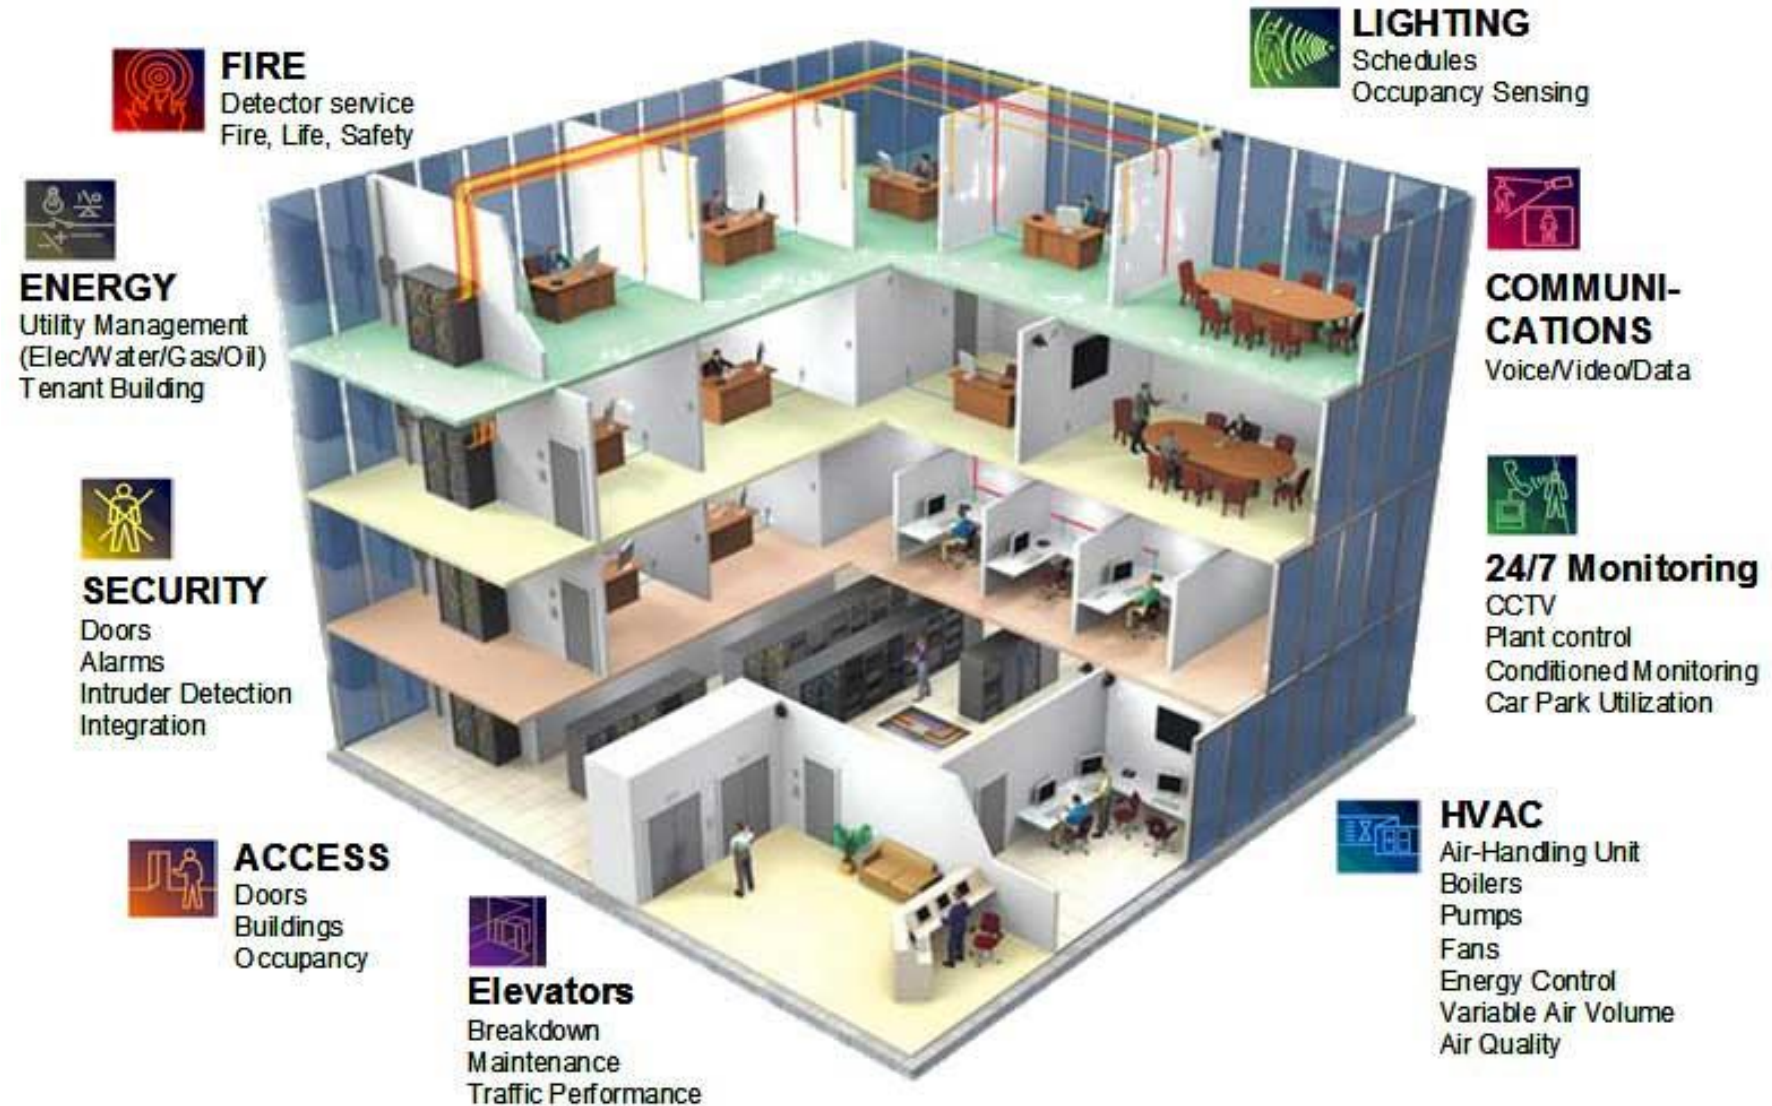 FIRE
Detector service
Fire, Life, Safety
LIGHTING
Schedules
Occupancy Sensing
ENERGY
Utility Management
(Elec/Water/Gas/Oil)
Tenant Building
COMMUNI-
CATIONS
Voice/Video/Data
SECURITY
Doors
Alarms
Intruder Detection
Integration
24/7 Monitoring
CCTV
Plant control
Conditioned Monitoring
Car Park Utilization
ACCESS
Doors
Buildings
Occupancy
Elevators
Breakdown
Maintenance
Traffic Performance
HVAC
Air-Handling Unit
Boilers
Pumps
Fans
Energy Control
Variable Air Volume
Air Quality